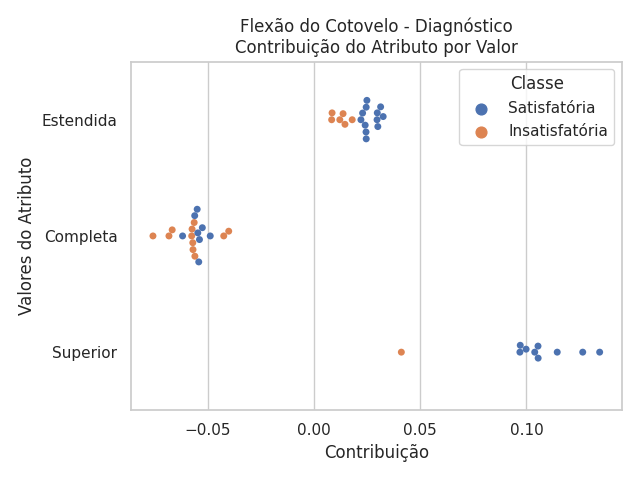 Flexão do Cotovelo - Diagnóstico
Contribuição do Atributo por Valor
Classe
Satisfatória
Insatisfatória
Valores do Atributo
Estendida
Completa
Superior
−0.05
0.00
0.05
0.10
Contribuição